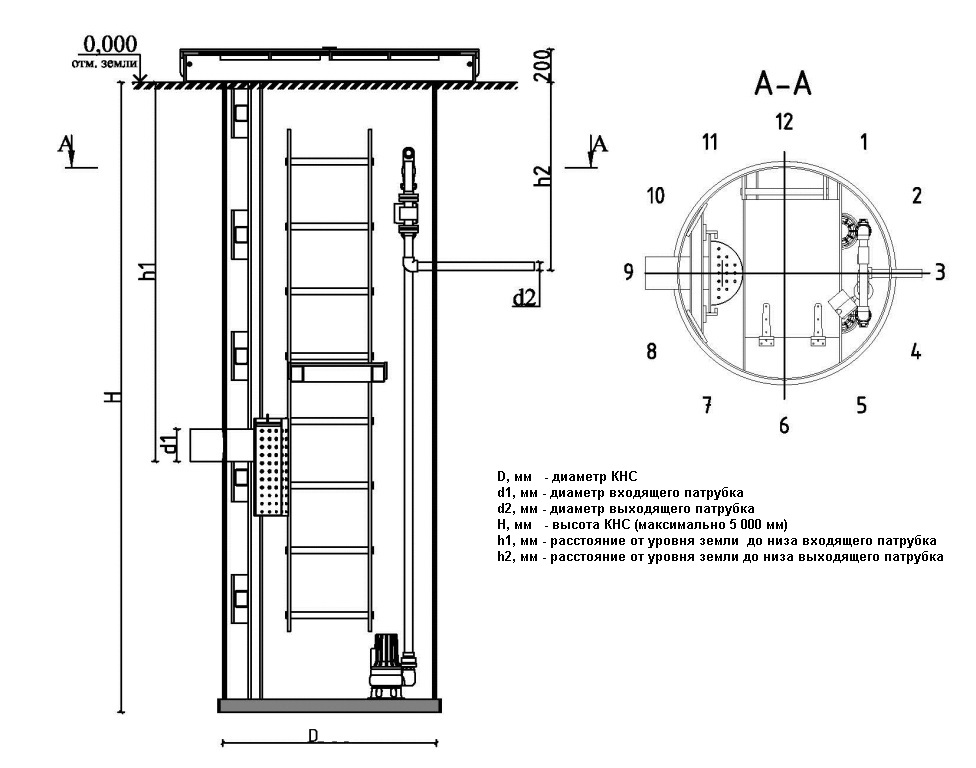 0,000
отм. земли
200
A
A
h2
h1
d2
H
d1
D_ _ _
A-A
12
11
1
10
2
9
3
8
4
7
5
6
D, мм - диаметр КНС
d1, мм - диаметр входящего патрубка
d2, мм - диаметр выходящего патрубка
H, мм - высота КНС (максимально 5 000 мм)
h1, мм - расстояние от уровня земли до низа входящего патрубка
h2, мм - расстояние от уровня земли до низа выходящего патрубка